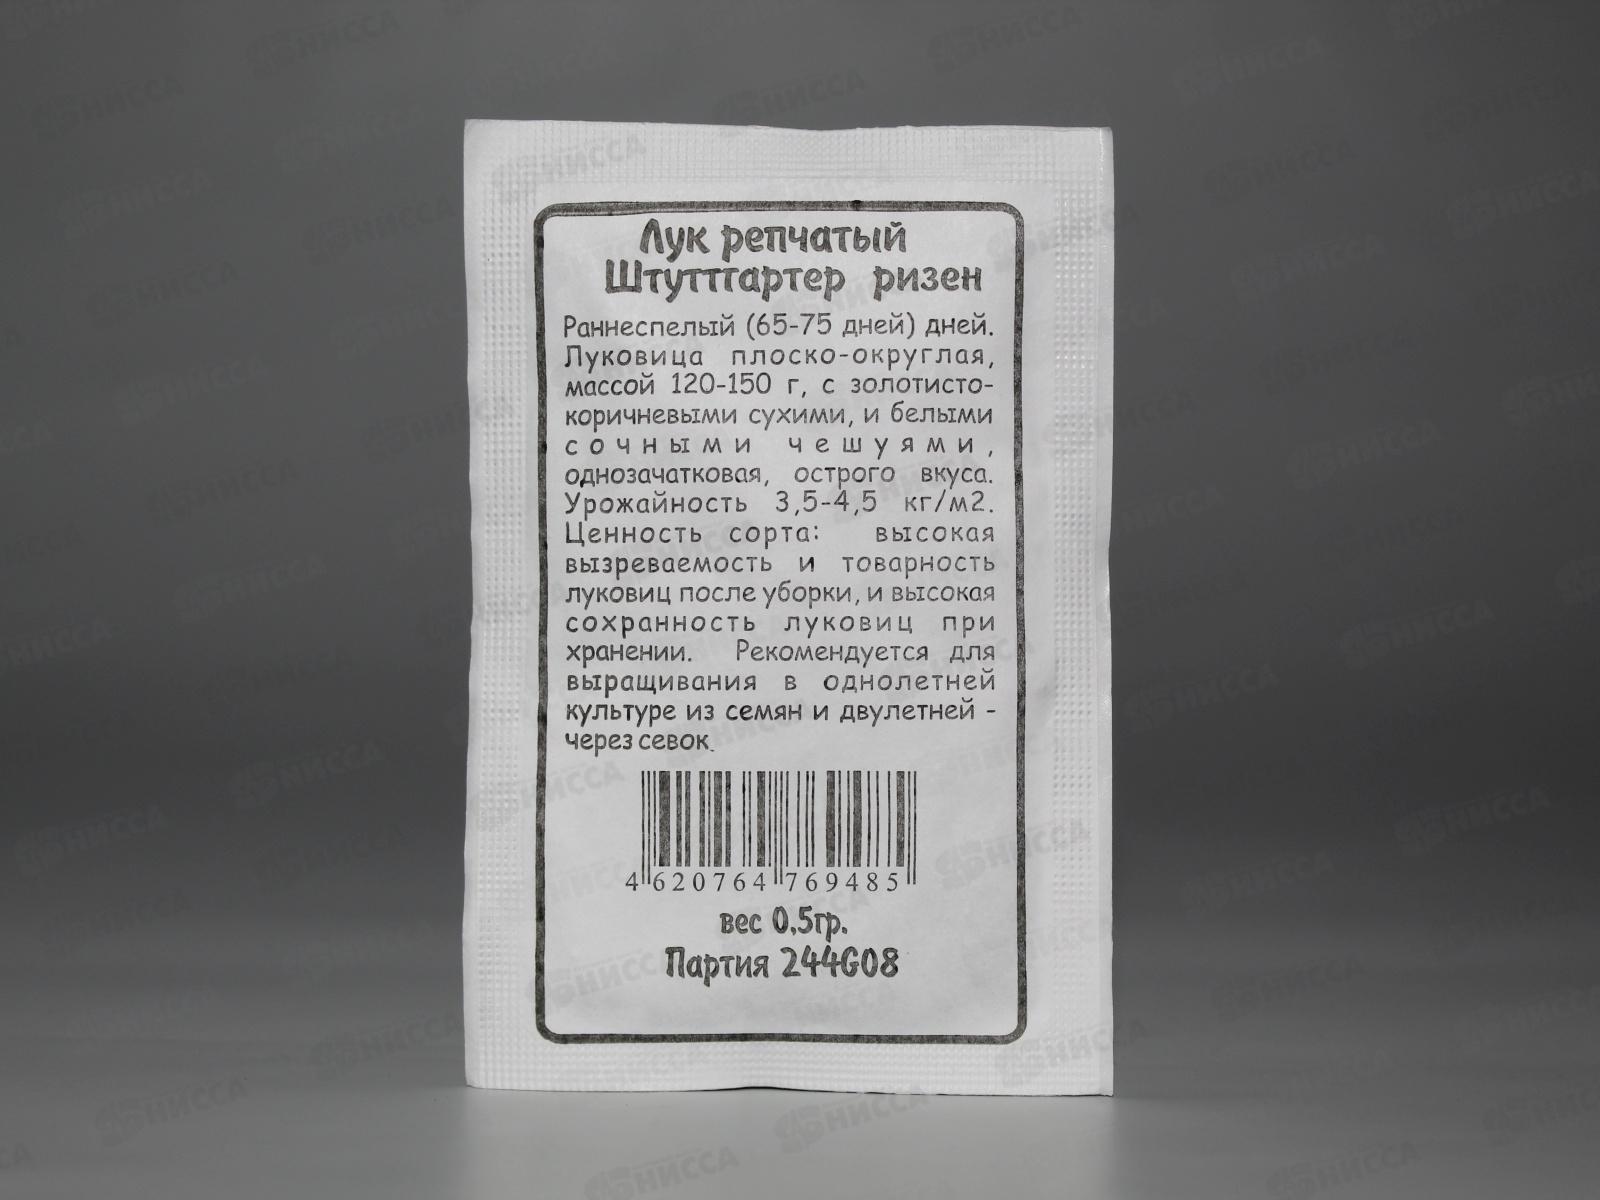 Лук репчатый
Штутттартер ризен
Раннеспелый (65-75 дней) дней.
Луковица плоско-округлая,
массой 120-150 г, с золотисто-
коричневыми сухими, и белыми
сочными чешуями,
однозачатковая, острого вкуса.
Урожайность 3,5-4,5 кг/м2.
Ценность сорта: высокая
вызреваемость и товарность
луковиц после уборки, и высокая
сохранность луковиц при
хранении. Рекомендуется для
выращивания в однолетней
культуре из семян и двулетней -
через севок.
4 620764 769485
вес 0,5гр.
Партия 244G08
НИССА